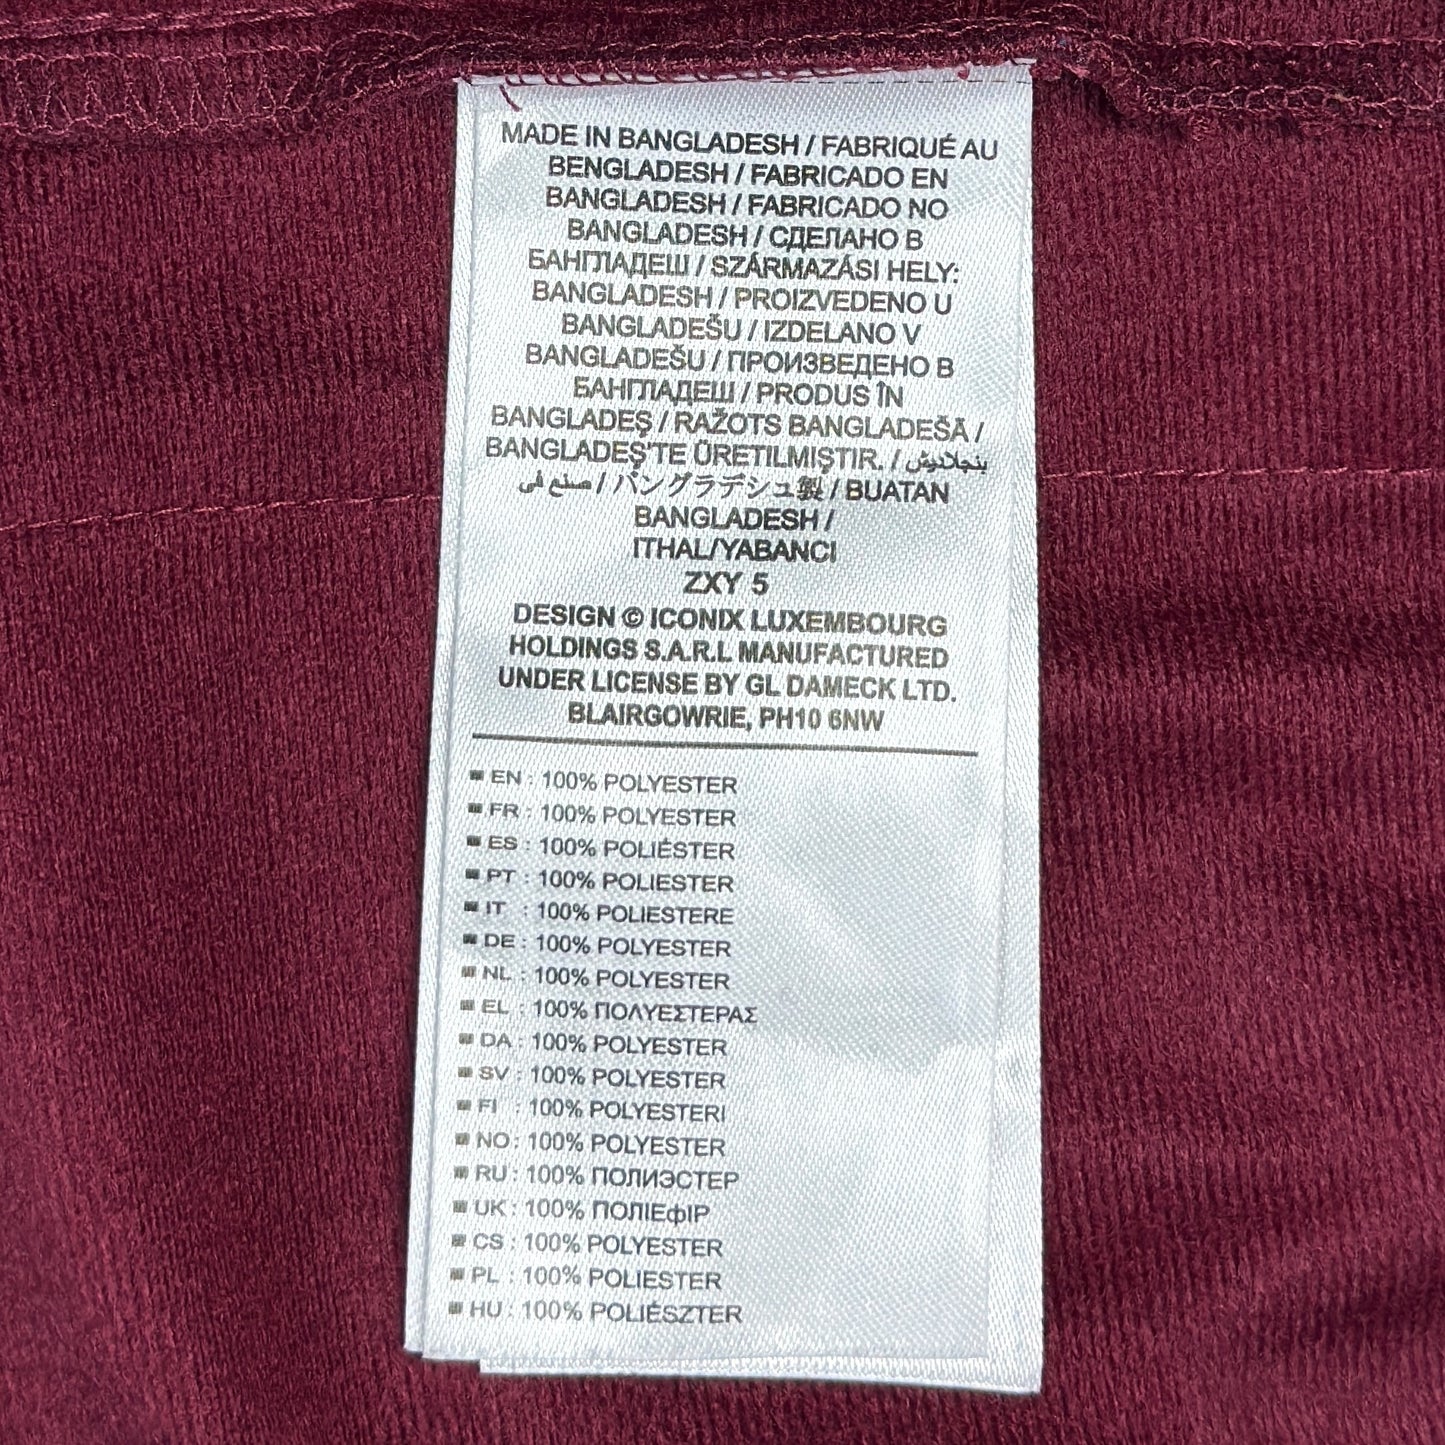 MADE IN BANGLADESH / FABRIQUÉ AU
BENGLADESH / FABRICADO EN
BANGLADESH / FABRICADO NO
BANGLADESH / СДЕЛАНО В
БАНГЛАДЕШ / SZÁRMAZÁSI HELY:
BANGLADESH / PROIZVEDENO U
BANGLADEŠU / IZDELANO V
BANGLADEŠU / ПРОИЗВЕДЕНО В
БАНГЛАДЕШ / PRODUS ÎN
BANGLADEŞ / RAŽOTS BANGLADEŠĀ /
BANGLADEŞ'TE ÜRETILMIŞTIR. / بنجلاديش
صنع في / バングラデシュ製 / BUATAN
BANGLADESH /
ITHAL/YABANCI
ZXY 5
DESIGN © ICONIX LUXEMBOURG
HOLDINGS S.A.R.L MANUFACTURED
UNDER LICENSE BY GL DAMECK LTD.
BLAIRGOWRIE, PH10 6NW
■ EN : 100% POLYESTER
■ FR : 100% POLYESTER
■ ES : 100% POLIÉSTER
■ PT : 100% POLIESTER
■ IT : 100% POLIESTERE
■ DE : 100% POLYESTER
■ NL : 100% POLYESTER
■ EL : 100% ΠΟΛΥΕΣΤΕΡΑΣ
■ DA : 100% POLYESTER
■ SV : 100% POLYESTER
■ FI : 100% POLYESTERI
■ NO : 100% POLYESTER
■ RU : 100% ПОЛИЭСТЕР
■ UK : 100% ПОЛІЕфІР
■ CS : 100% POLYESTER
■ PL : 100% POLIESTER
■ HU : 100% POLIÉSZTER